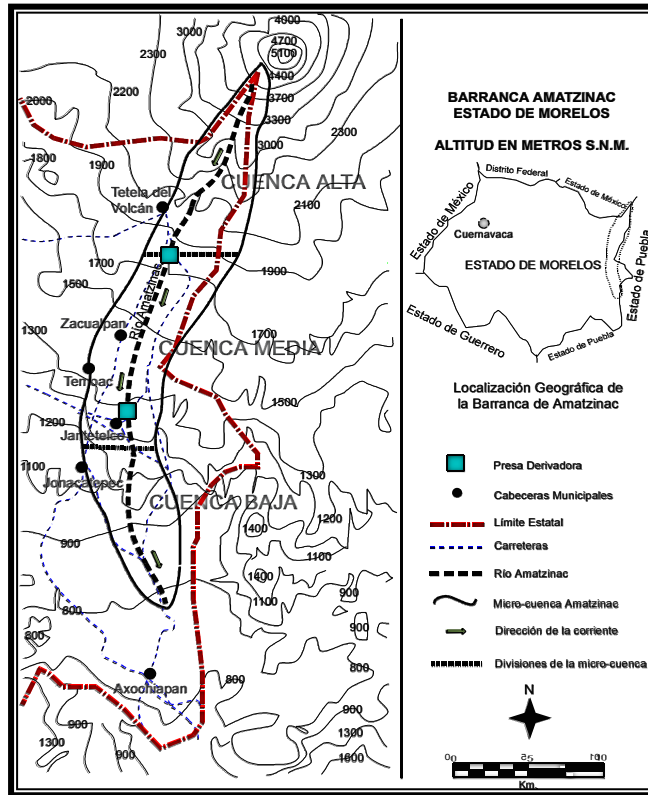 4000
4700
5100
4400
3700
3300
3000
2300
2300
2200
2000
1900
1800
2100
Tetela del
Volcán
CUENCA ALTA
1700
1500
1900
Río Amatzinac
1300
Zacualpan
1700
CUENCA MEDIA
Temoac
1500
1200
Jantetelco
1100
Jonacatepec
1300
CUENCA BAJA
1200
1400
900
1100
1400
1100
900
800
800
900
800
800
Axochiapan
900
900
900
1300
900
1300
1600
BARRANCA AMATZINAC
ESTADO DE MORELOS
ALTITUD EN METROS S.N.M.
Distrito Federal
Estado de México
Estado de México
Cuernavaca
ESTADO DE MORELOS
Estado de Puebla
Estado de Guerrero
Estado de Puebla
Localización Geográfica de
la Barranca de Amatzinac
Presa Derivadora
Cabeceras Municipales
Límite Estatal
Carreteras
Río Amatzinac
Micro-cuenca Amatzinac
Dirección de la corriente
Divisiones de la micro-cuenca
N
Km.